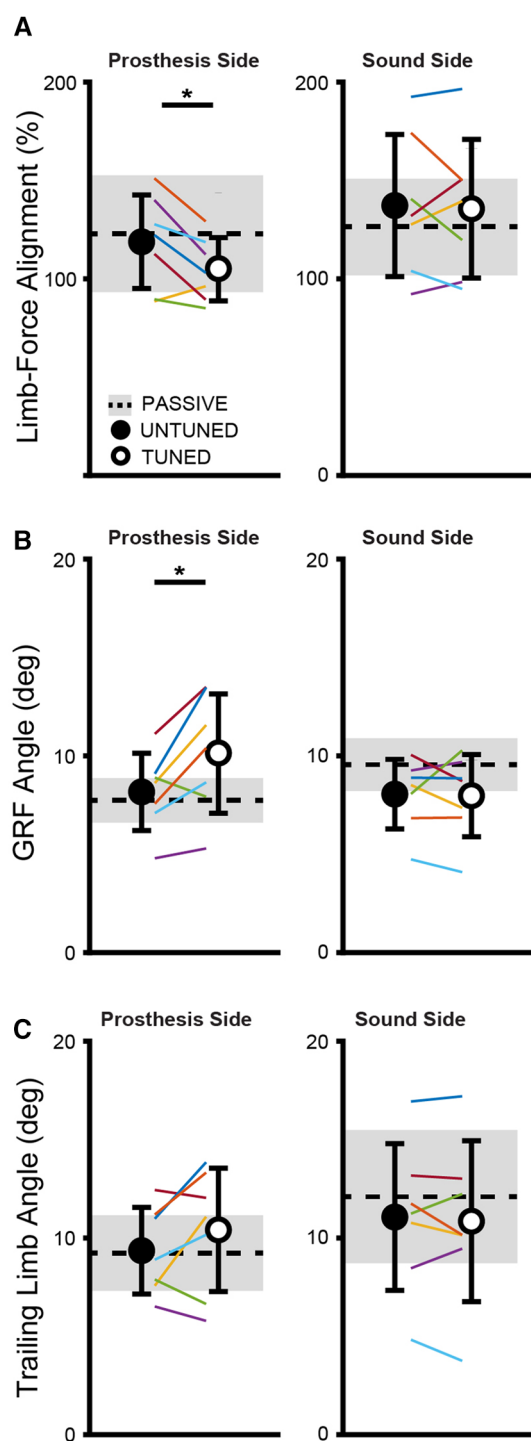 A
Prosthesis Side
Sound Side
Limb-Force Alignment (%)
200
*
100
PASSIVE
UNTUNED
TUNED
200
100
0
B
Prosthesis Side
Sound Side
GRF Angle (deg)
20
*
10
0
20
10
0
C
Prosthesis Side
Sound Side
Trailing Limb Angle (deg)
20
10
0
20
10
0